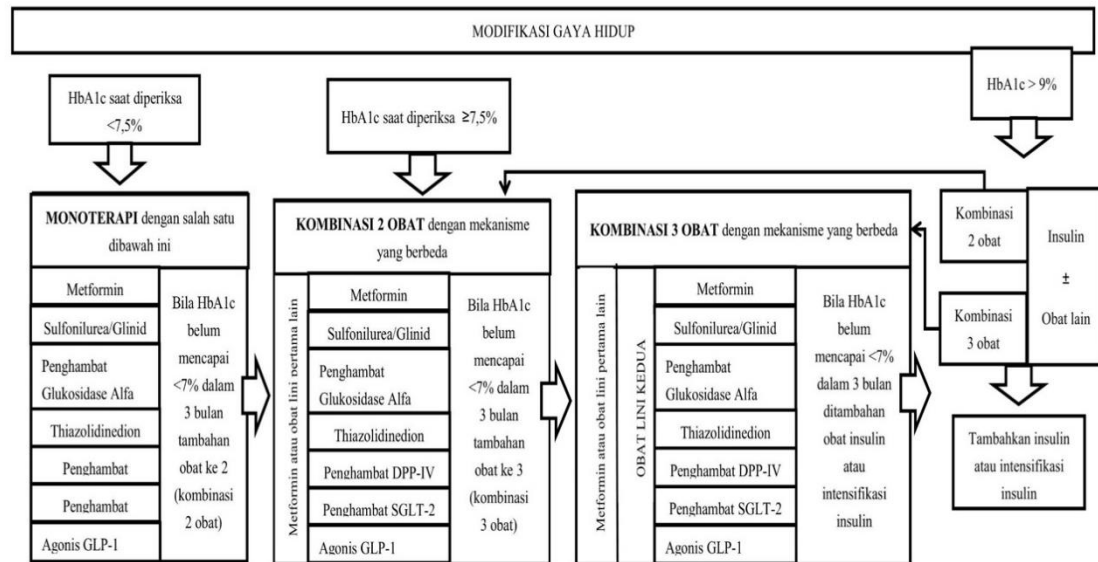 MODIFIKASI GAYA HIDUP
HbA1c saat diperiksa
<7,5%
HbA1c saat diperiksa ≥7,5%
HbA1c > 9%
MONOTERAPI dengan salah satu
dibawah ini
Metformin
Sulfonilurea/Glinid
Penghambat
Glukosidase Alfa
Thiazolidinedion
Penghambat
Penghambat
Agonis GLP-1
Bila HbA1c
belum
mencapai
<7% dalam
3 bulan
tambahan
obat ke 2
(kombinasi
2 obat)
KOMBINASI 2 OBAT dengan mekanisme
yang berbeda
Metformin atau obat lini pertama lain
Metformin
Sulfonilurea/Glinid
Penghambat
Glukosidase Alfa
Thiazolidinedion
Penghambat DPP-IV
Penghambat SGLT-2
Agonis GLP-1
Bila HbA1c
belum
mencapai
<7% dalam
3 bulan
tambahan
obat ke 3
(kombinasi
3 obat)
KOMBINASI 3 OBAT dengan mekanisme yang berbeda
Metformin atau obat lini pertama lain
OBAT LINI KEDUA
Metformin
Sulfonilurea/Glinid
Penghambat
Glukosidase Alfa
Thiazolidinedion
Penghambat DPP-IV
Penghambat SGLT-2
Agonis GLP-1
Bila HbA1c
belum
mencapai <7%
dalam 3 bulan
ditambahan
obat insulin
atau
intensifikasi
insulin
Kombinasi
2 obat
Kombinasi
3 obat
Insulin
±
Obat lain
Tambahkan insulin
atau intensifikasi
insulin